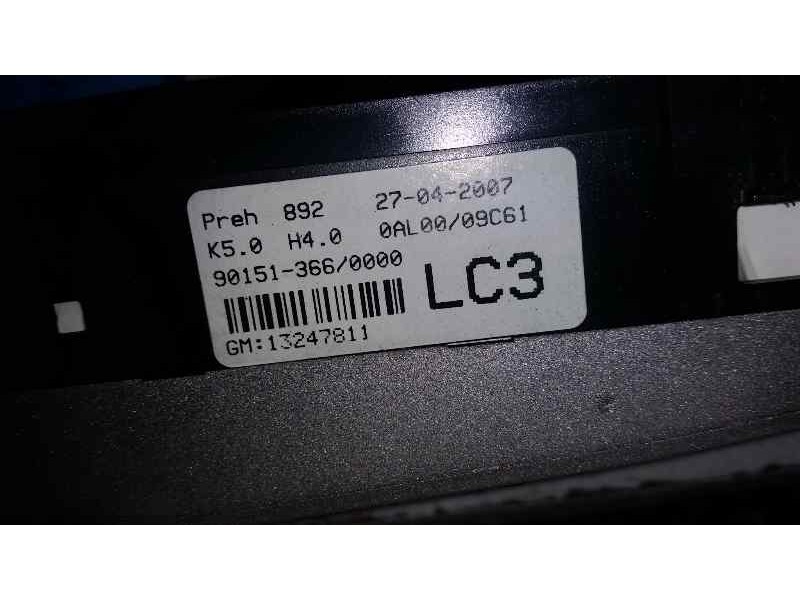 Preh 892 27-04-2007
K5.0 H4.0 0AL00/09C61
90151-366/0000
LC3
GM:13247811